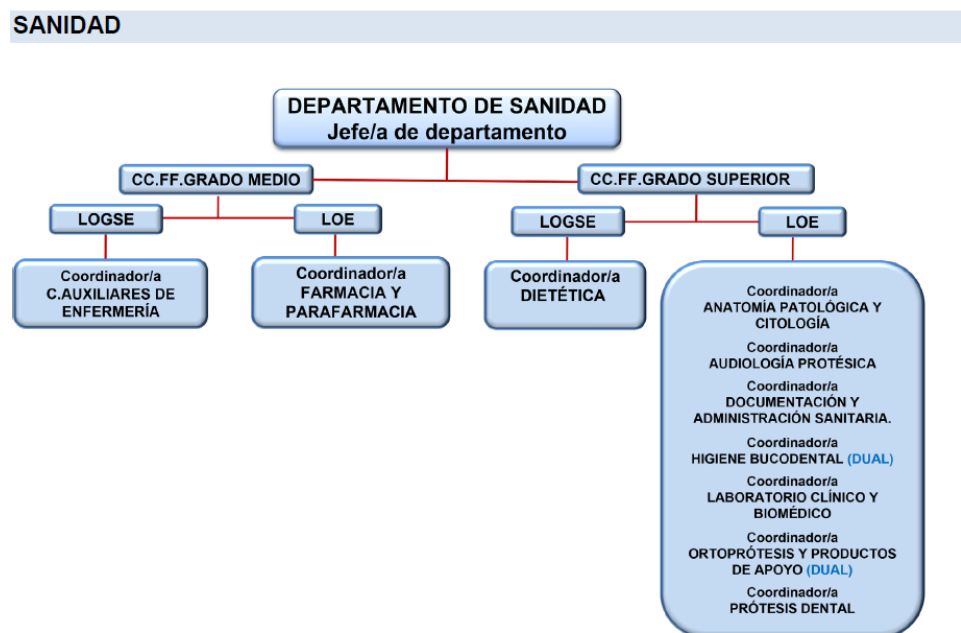 SANIDAD
DEPARTAMENTO DE SANIDAD
Jefe/a de departamento
CC.FF.GRADO MEDIO
CC.FF.GRADO SUPERIOR
LOGSE
LOE
LOGSE
LOE
Coordinador/a
C.AUXILIARES DE
ENFERMERÍA
Coordinador/a
FARMACIA Y
PARAFARMACIA
Coordinador/a
DIETÉTICA
Coordinador/a
ANATOMÍA PATOLÓGICA Y
CITOLOGÍA
Coordinador/a
AUDIOLOGÍA PROTÉSICA
Coordinador/a
DOCUMENTACIÓN Y
ADMINISTRACIÓN SANITARIA.
Coordinador/a
HIGIENE BUCODENTAL (DUAL)
Coordinador/a
LABORATORIO CLÍNICO Y
BIOMÉDICO
Coordinador/a
ORTOPRÓTESIS Y PRODUCTOS
DE APOYO (DUAL)
Coordinador/a
PRÓTESIS DENTAL